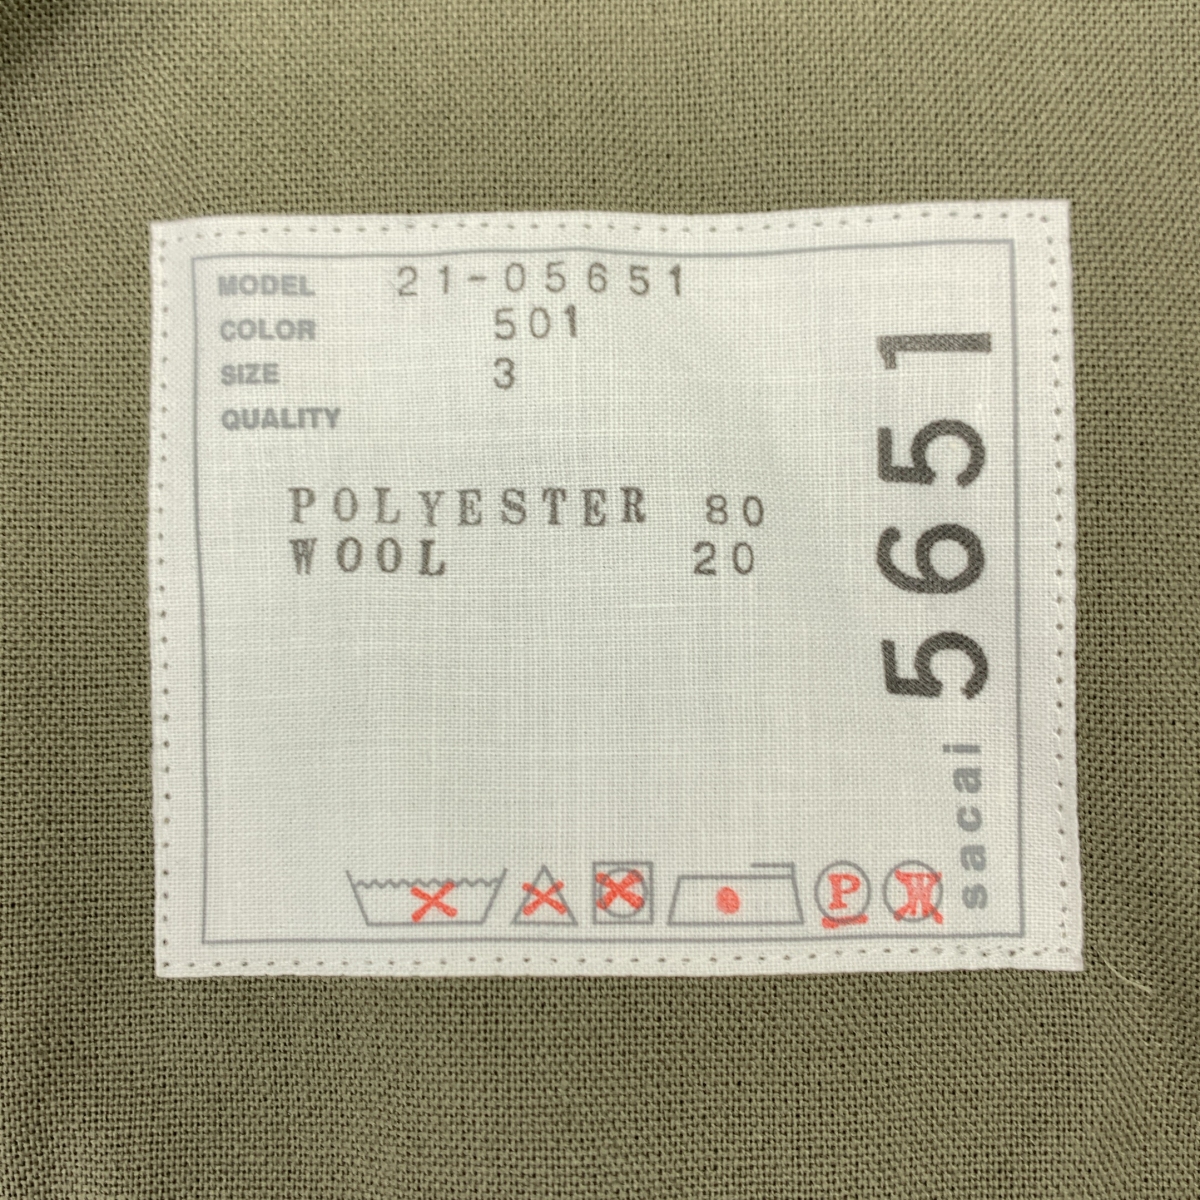 MODEL 21-05651
COLOR 501
SIZE 3
QUALITY
POLYESTER 80
WOOL 20
P W
sacai 5651